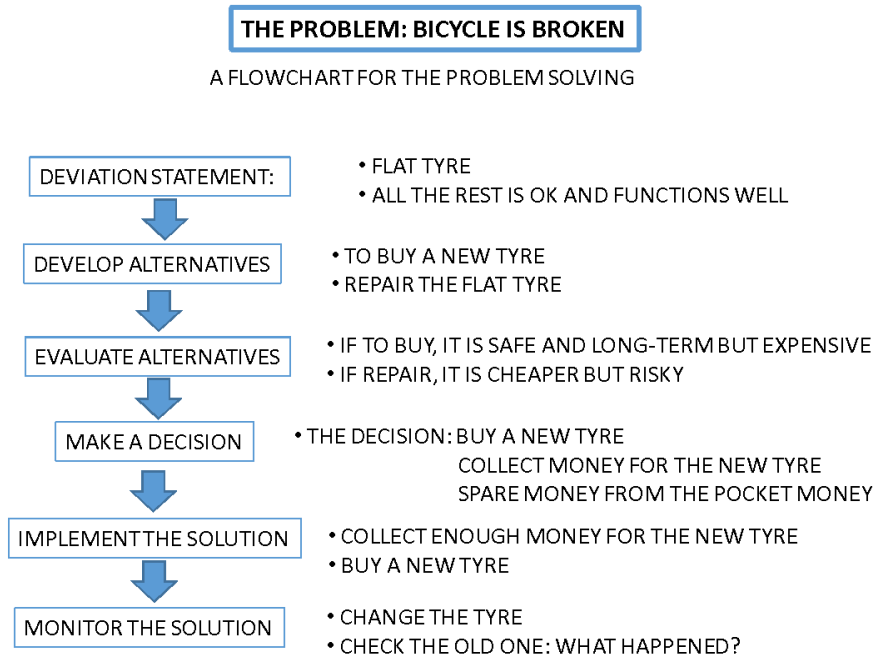 THE PROBLEM: BICYCLE IS BROKEN
A FLOWCHART FOR THE PROBLEM SOLVING
DEVIATION STATEMENT:
• FLAT TYRE
• ALL THE REST IS OK AND FUNCTIONS WELL
DEVELOP ALTERNATIVES
• TO BUY A NEW TYRE
• REPAIR THE FLAT TYRE
EVALUATE ALTERNATIVES
• IF TO BUY, IT IS SAFE AND LONG-TERM BUT EXPENSIVE
• IF REPAIR, IT IS CHEAPER BUT RISKY
MAKE A DECISION
• THE DECISION: BUY A NEW TYRE
COLLECT MONEY FOR THE NEW TYRE
SPARE MONEY FROM THE POCKET MONEY
IMPLEMENT THE SOLUTION
• COLLECT ENOUGH MONEY FOR THE NEW TYRE
• BUY A NEW TYRE
MONITOR THE SOLUTION
• CHANGE THE TYRE
• CHECK THE OLD ONE: WHAT HAPPENED?